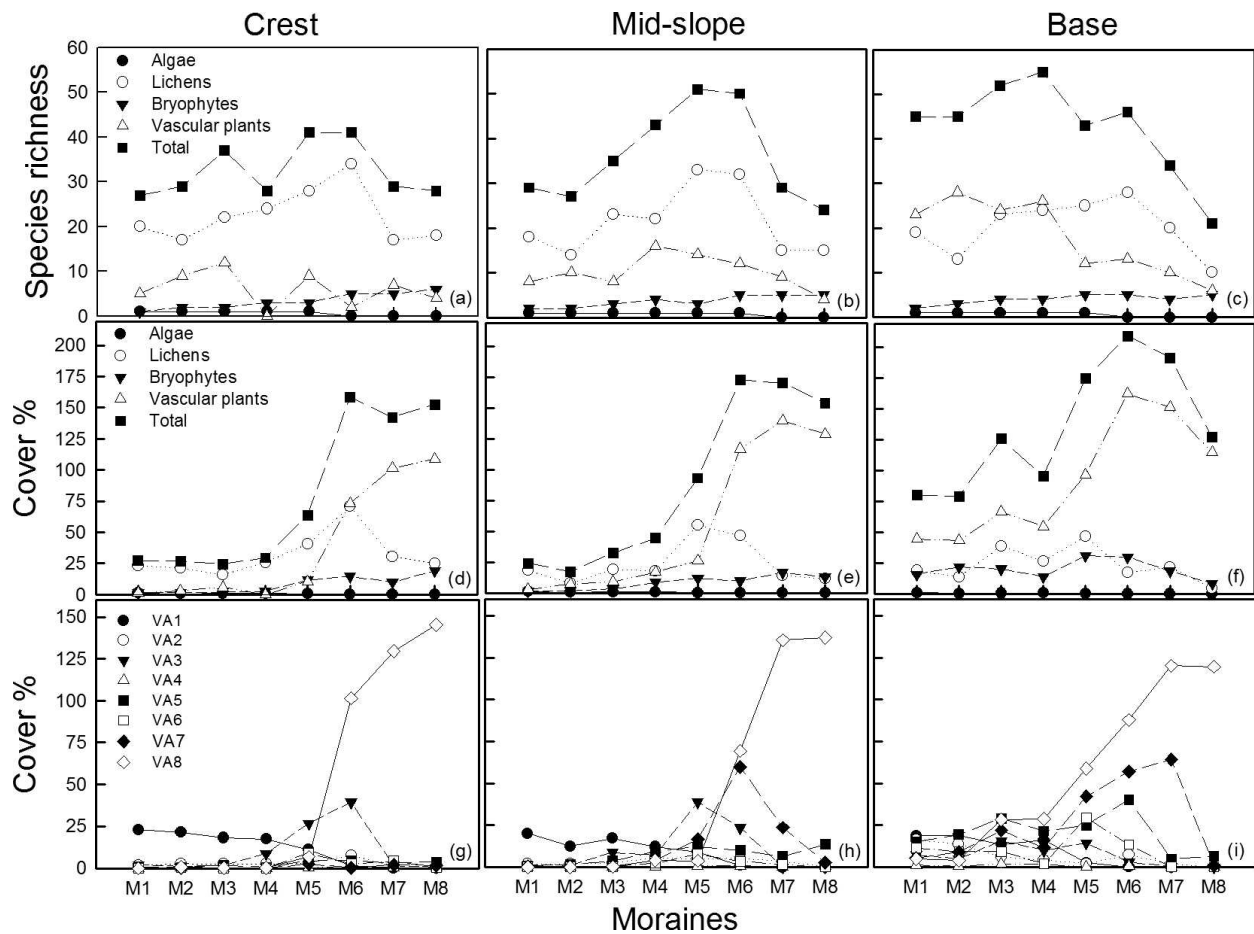 Crest
Mid-slope
Base
Species richness
60
50
40
30
20
10
0
Algae
Lichens
Bryophytes
Vascular plants
Total
(a)
(b)
(c)
Cover %
200
175
150
125
100
75
50
25
0
Algae
Lichens
Bryophytes
Vascular plants
Total
(d)
(e)
(f)
Cover %
150
125
100
75
50
25
0
VA1
VA2
VA3
VA4
VA5
VA6
VA7
VA8
(g)
(h)
(i)
M1 M2 M3 M4 M5 M6 M7 M8
M1 M2 M3 M4 M5 M6 M7 M8
M1 M2 M3 M4 M5 M6 M7 M8
Moraines